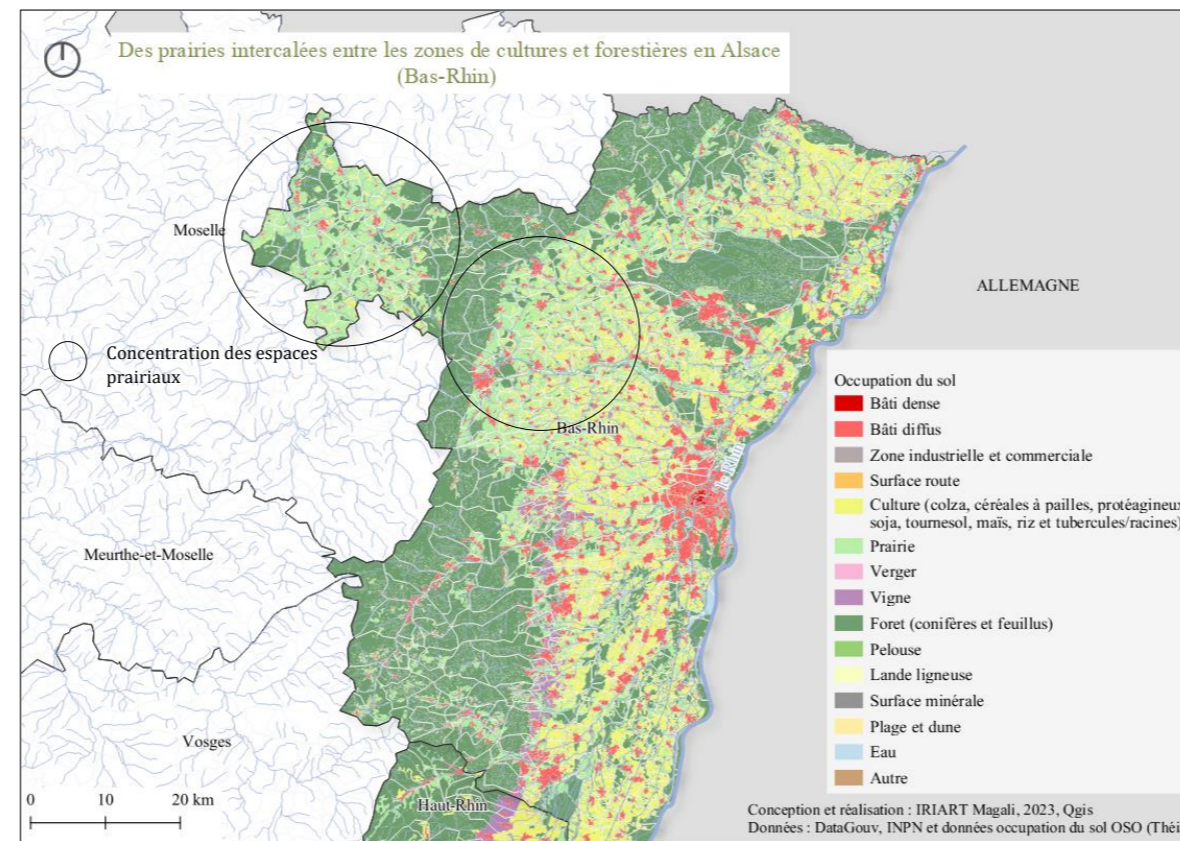 Des prairies intercalées entre les zones de cultures et forestières en Alsace
(Bas-Rhin)
Moselle
ALLEMAGNE
Concentration des espaces
prairiaux
Bas-Rhin
le Rhin
Meurthe-et-Moselle
Vosges
Haut-Rhin
Occupation du sol
Bâti dense
Bâti diffus
Zone industrielle et commerciale
Surface route
Culture (colza, céréales à pailles, protéagineux
soja, tournesol, maïs, riz et tubercules/racines)
Prairie
Verger
Vigne
Foret (conifères et feuillus)
Pelouse
Lande ligneuse
Surface minérale
Plage et dune
Eau
Autre
0 10 20 km
Conception et réalisation : IRIART Magali, 2023, Qgis
Données : DataGouv, INPN et données occupation du sol OSO (Théi